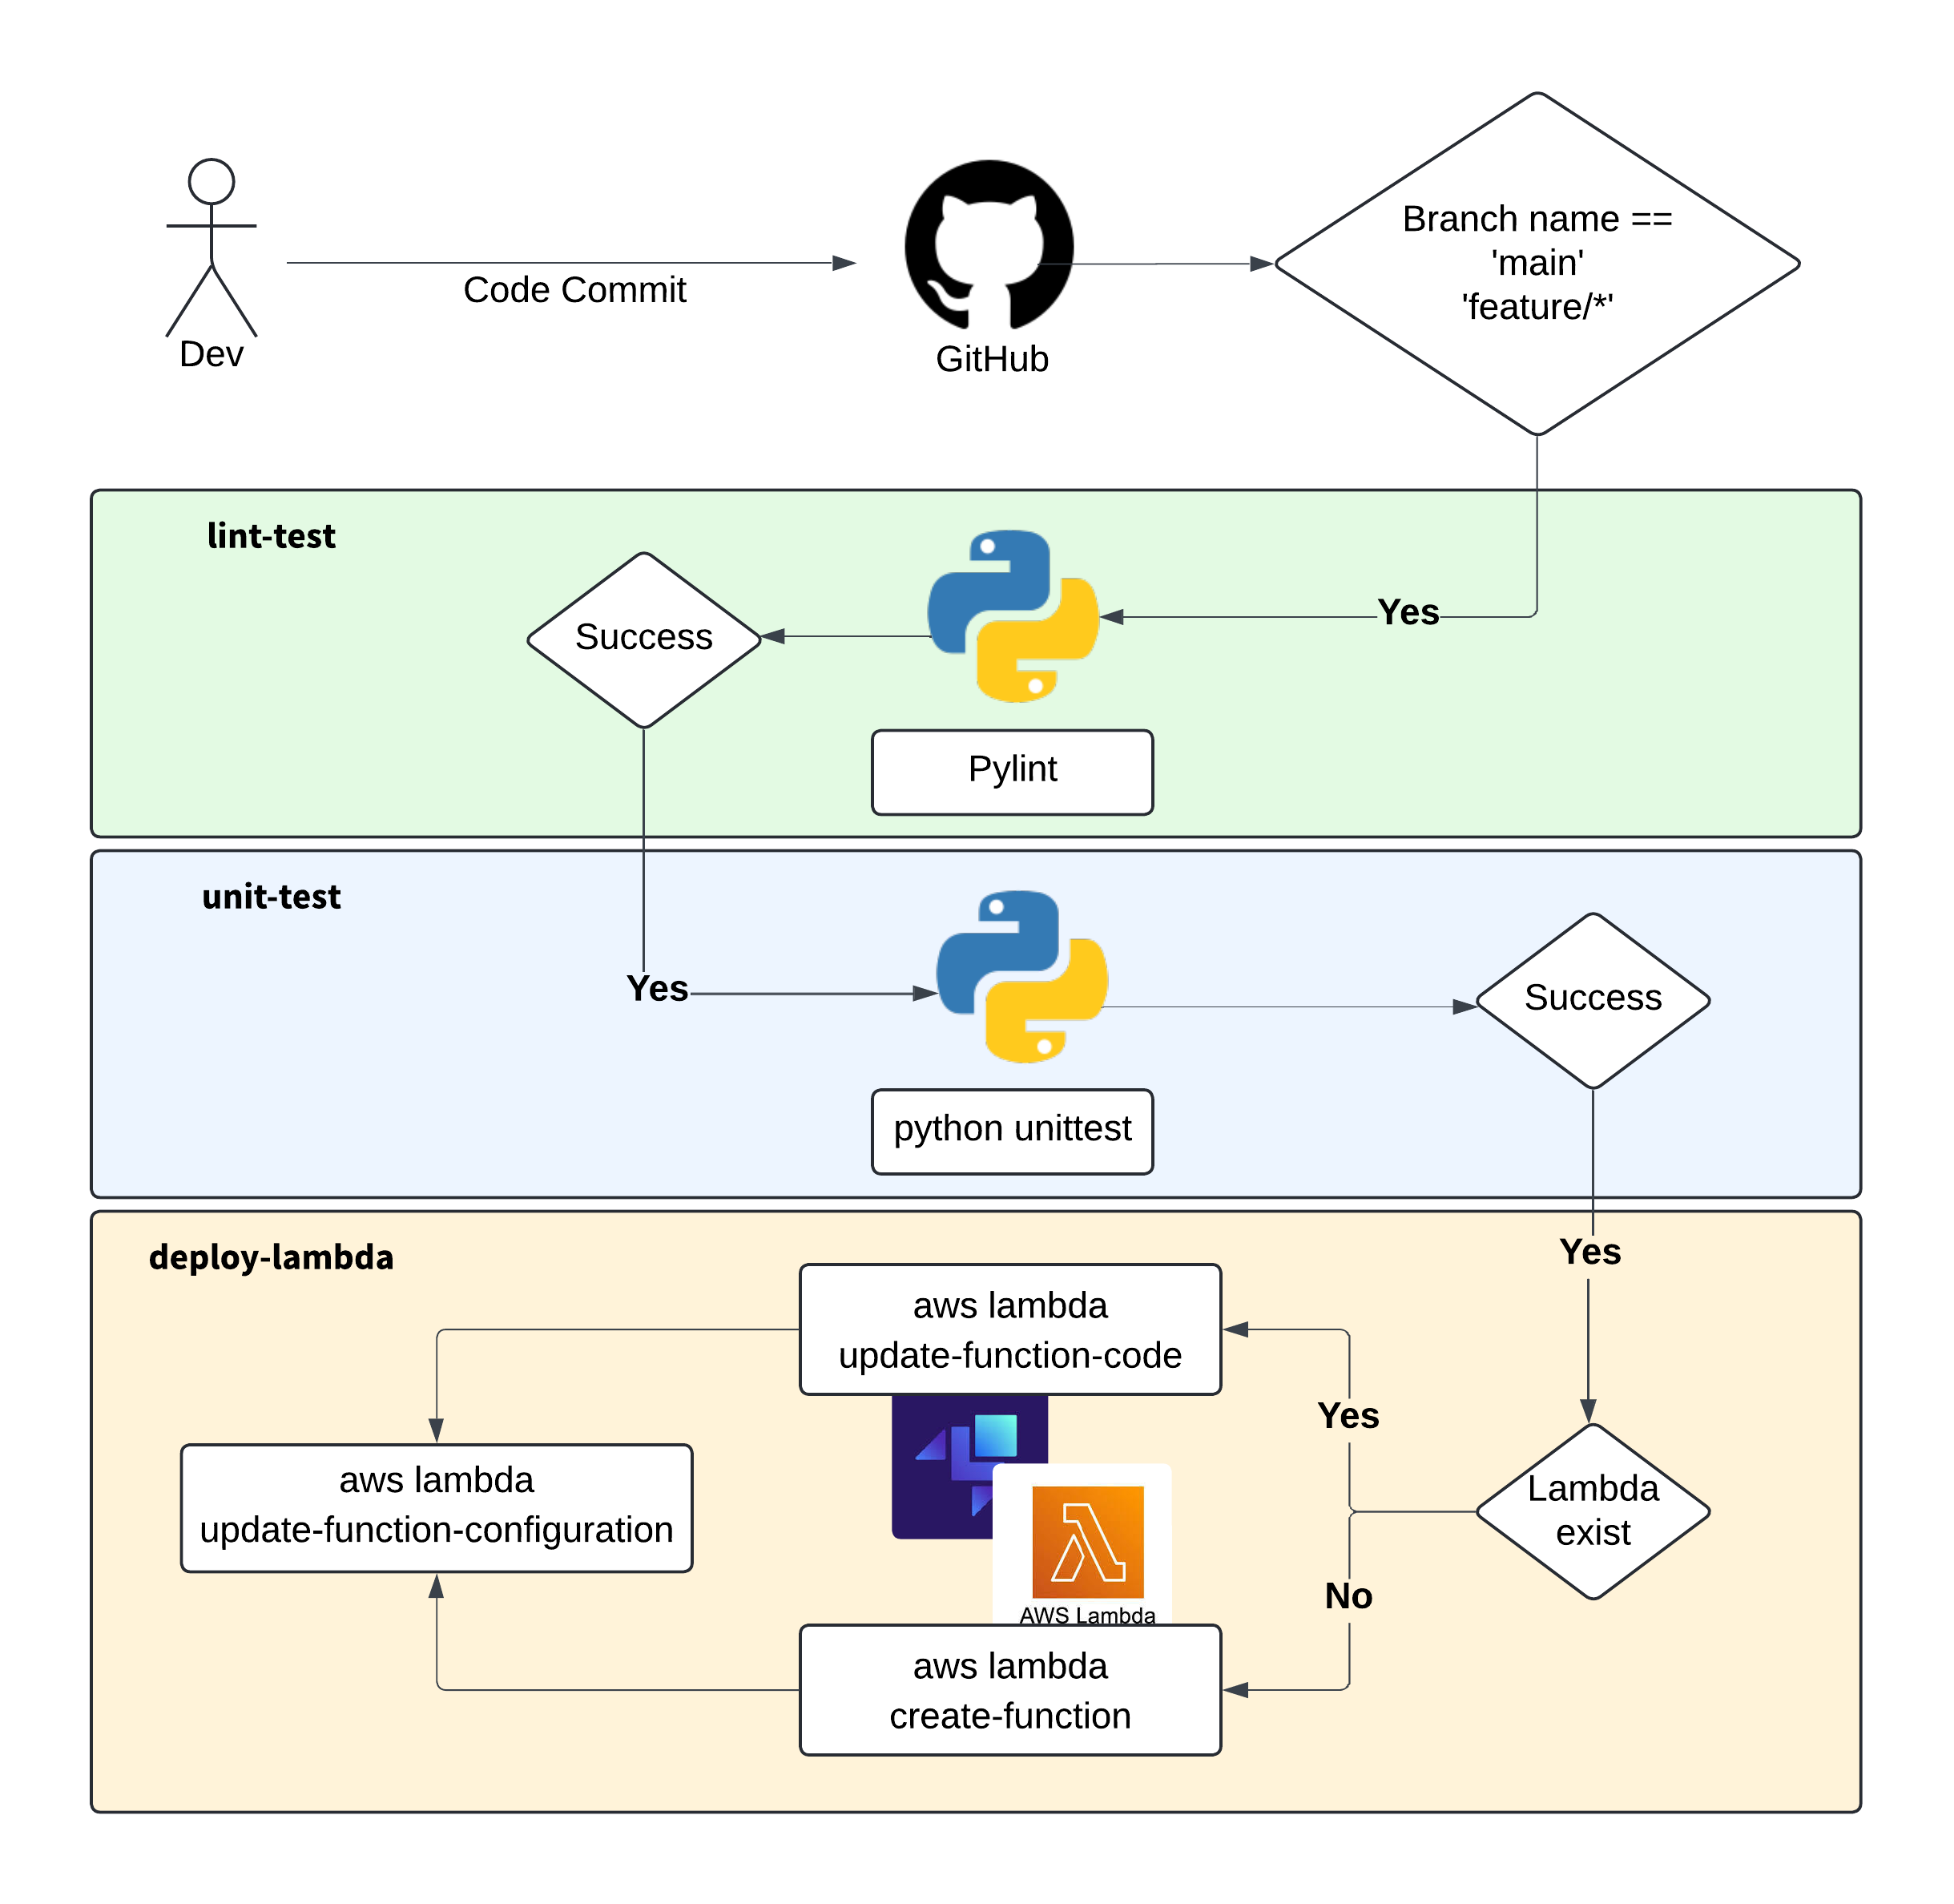 Dev
Code Commit
GitHub
Branch name ==
'main'
'feature/*'
lint-test
Success
Yes
Pylint
unit-test
Yes
Success
python unittest
deploy-lambda
Yes
aws lambda
update-function-code
Yes
aws lambda
update-function-configuration
Lambda
exist
No
AWS Lambda
aws lambda
create-function